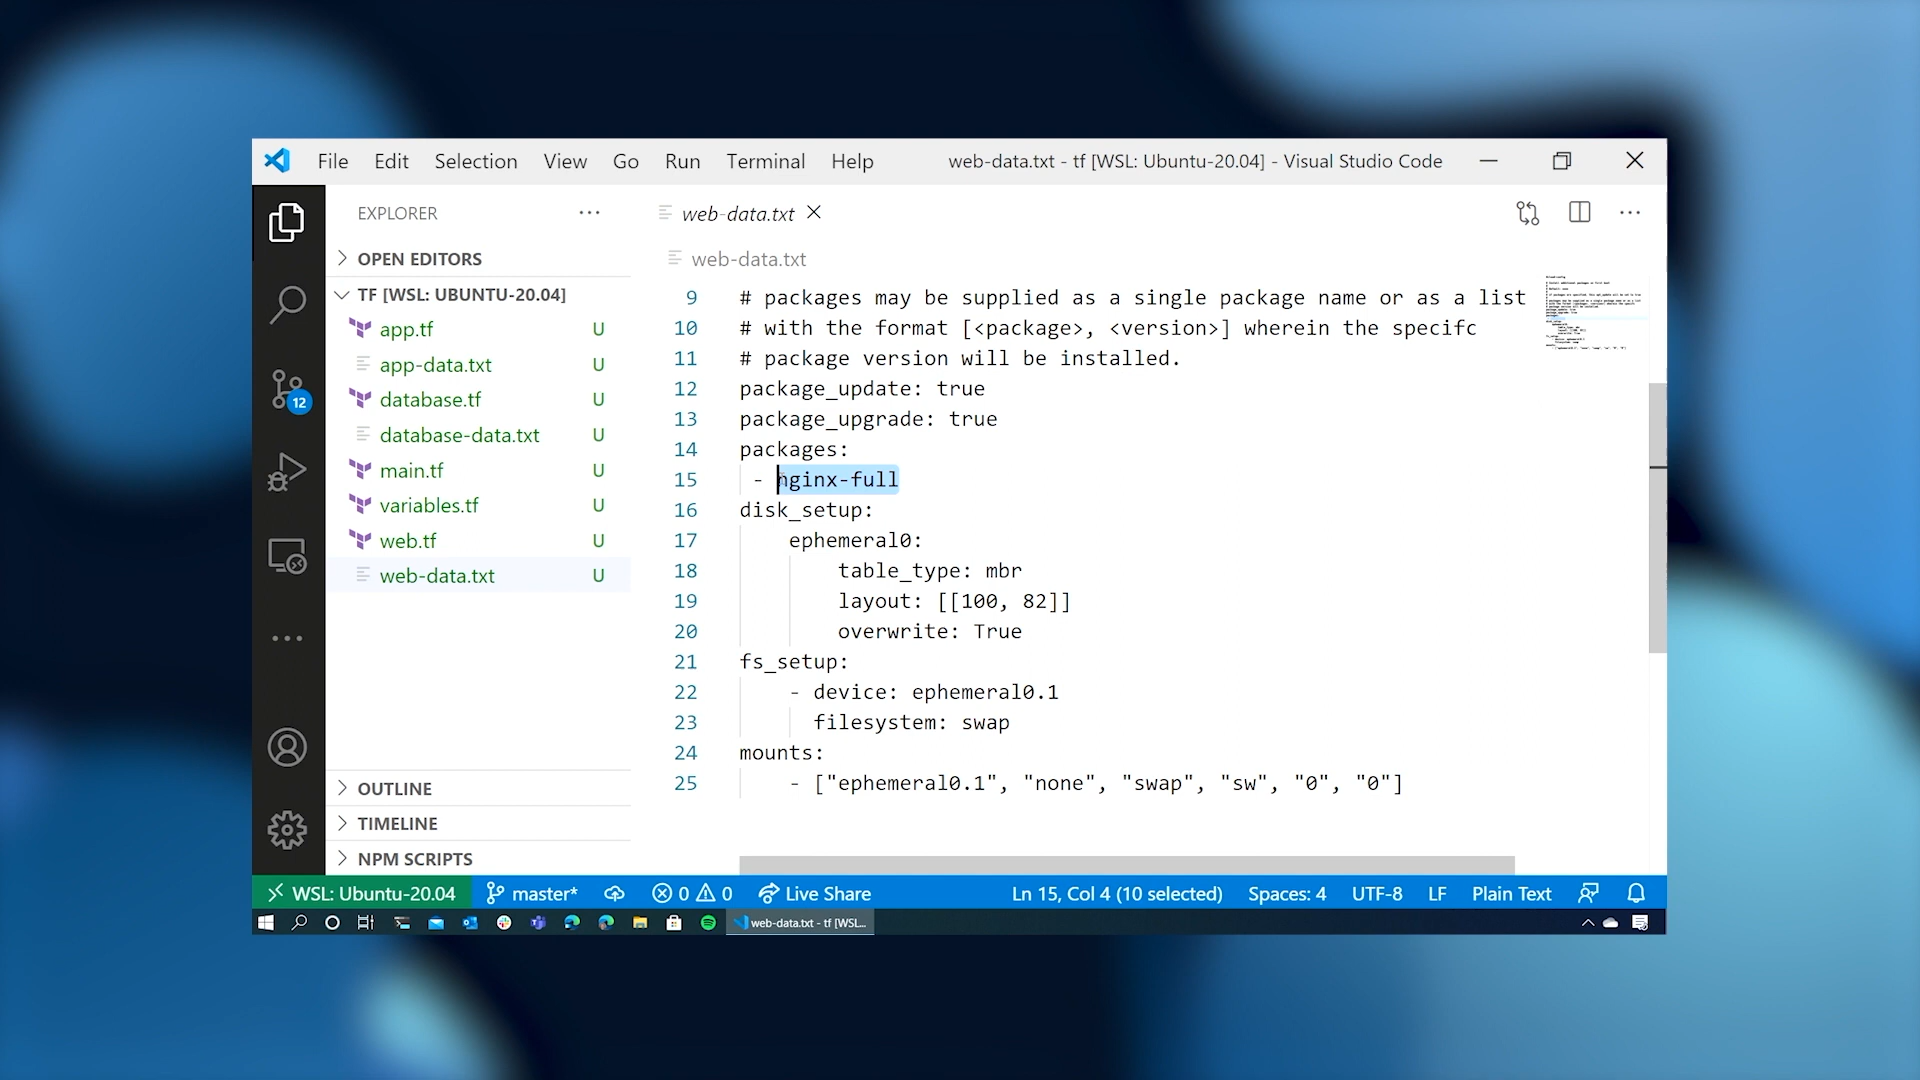 File Edit Selection View Go Run Terminal Help web-data.txt - tf [WSL: Ubuntu-20.04] - Visual Studio Code
EXPLORER
OPEN EDITORS
TF [WSL: UBUNTU-20.04]
app.tf U
app-data.txt U
database.tf U
database-data.txt U
main.tf U
variables.tf U
web.tf U
web-data.txt U
12
OUTLINE
TIMELINE
NPM SCRIPTS
web-data.txt
web-data.txt
9 # packages may be supplied as a single package name or as a list
10 # with the format [<package>, <version>] wherein the specifc
11 # package version will be installed.
12 package_update: true
13 package_upgrade: true
14 packages:
15 - nginx-full
16 disk_setup:
17 ephemeral0:
18 table_type: mbr
19 layout: [[100, 82]]
20 overwrite: True
21 fs_setup:
22 - device: ephemeral0.1
23 filesystem: swap
24 mounts:
25 - ["ephemeral0.1", "none", "swap", "sw", "0", "0"]
WSL: Ubuntu-20.04 master* 0 0 Live Share Ln 15, Col 4 (10 selected) Spaces: 4 UTF-8 LF Plain Text
web-data.txt - tf [WSL...